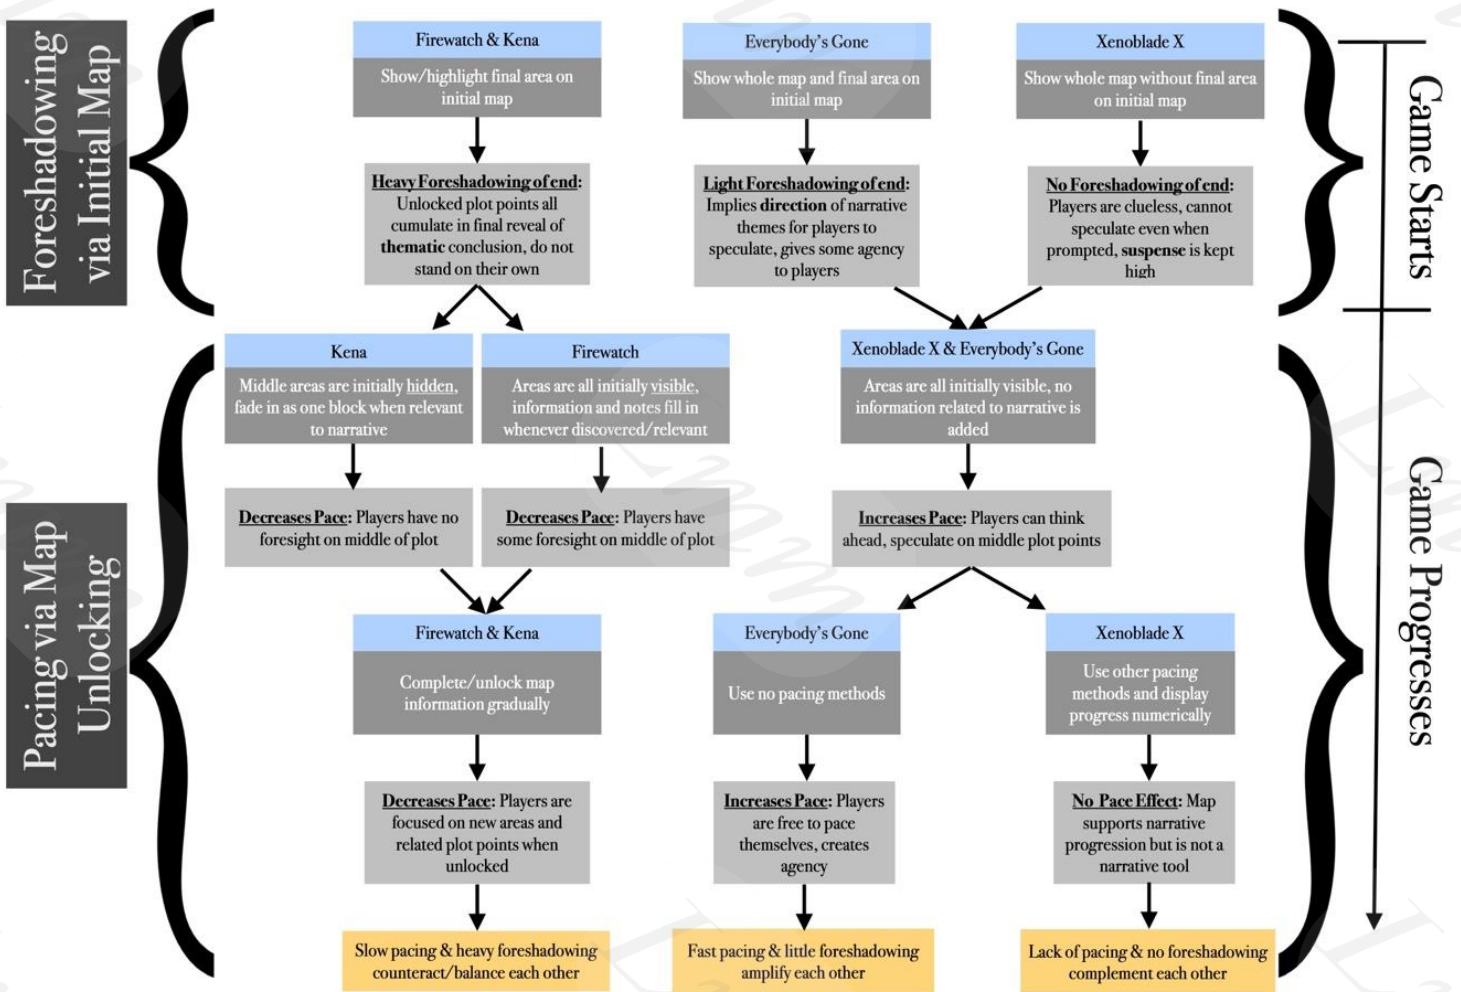 Foreshadowing
via Initial Map
Firewatch & Kena
Show/highlight final area on
initial map
Everybody's Gone
Show whole map and final area on
initial map
Xenoblade X
Show whole map without final area
on initial map
Game Starts
Heavy Foreshadowing of end:
Unlocked plot points all
cumulate in final reveal of
thematic conclusion, do not
stand on their own
Light Foreshadowing of end:
Implies direction of narrative
themes for players to
speculate, gives some agency
to players
No Foreshadowing of end:
Players are clueless, cannot
speculate even when
prompted, suspense is kept
high
Pacing via Map
Unlocking
Kena
Middle areas are initially hidden,
fade in as one block when relevant
to narrative
Firewatch
Areas are all initially visible,
information and notes fill in
whenever discovered/relevant
Xenoblade X & Everybody's Gone
Areas are all initially visible, no
information related to narrative is
added
Game Progresses
Decreases Pace: Players have no
foresight on middle of plot
Decreases Pace: Players have
some foresight on middle of plot
Increases Pace: Players can think
ahead, speculate on middle plot points
Firewatch & Kena
Complete/unlock map
information gradually
Everybody's Gone
Use no pacing methods
Xenoblade X
Use other pacing
methods and display
progress numerically
Decreases Pace: Players are
focused on new areas and
related plot points when
unlocked
Increases Pace: Players
are free to pace
themselves, creates
agency
No Pace Effect: Map
supports narrative
progression but is not a
narrative tool
Slow pacing & heavy foreshadowing
counteract/balance each other
Fast pacing & little foreshadowing
amplify each other
Lack of pacing & no foreshadowing
complement each other